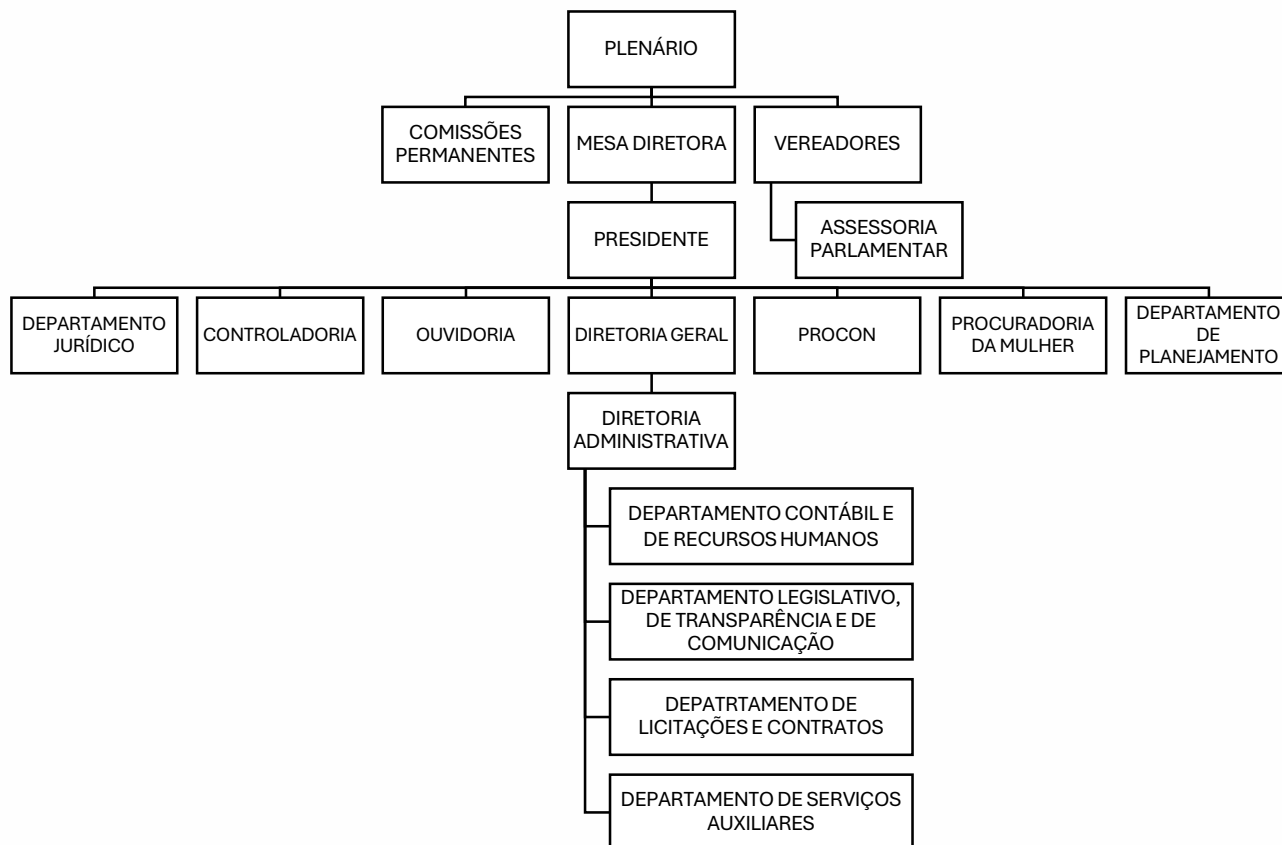 PLENÁRIO
COMISSÕES
PERMANENTES
MESA DIRETORA
VEREADORES
PRESIDENTE
ASSESSORIA
PARLAMENTAR
DEPARTAMENTO
JURÍDICO
CONTROLADORIA
OUVIDORIA
DIRETORIA GERAL
PROCON
PROCURADORIA
DA MULHER
DEPARTAMENTO
DE
PLANEJAMENTO
DIRETORIA
ADMINISTRATIVA
DEPARTAMENTO CONTÁBIL E
DE RECURSOS HUMANOS
DEPARTAMENTO LEGISLATIVO,
DE TRANSPARÊNCIA E DE
COMUNICAÇÃO
DEPATRTAMENTO DE
LICITAÇÕES E CONTRATOS
DEPARTAMENTO DE SERVIÇOS
AUXILIARES